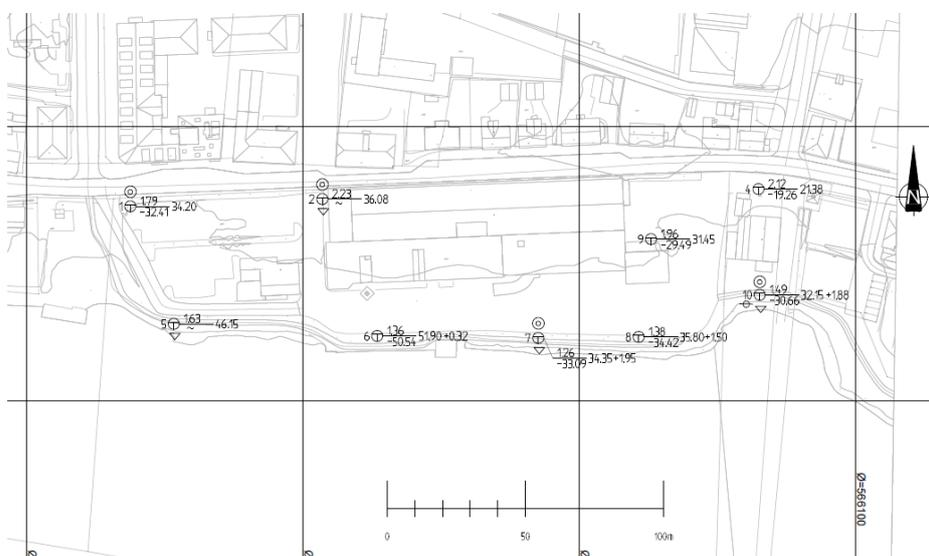 1 1.79 -32.41 34.20
2 2.23 ~ 36.08
4 2.12 -19.26 21.38
N
9 1.96 -29.49 31.45
10 1.49 -30.66 32.15+1.88
5 1.63 ~ 46.15
6 1.36 -50.54 51.90+0.32
7 1.26 -33.09 34.35+1.95
8 1.38 -34.42 35.80+1.50
Ø=566100
0 50 100m
Ø Ø Ø